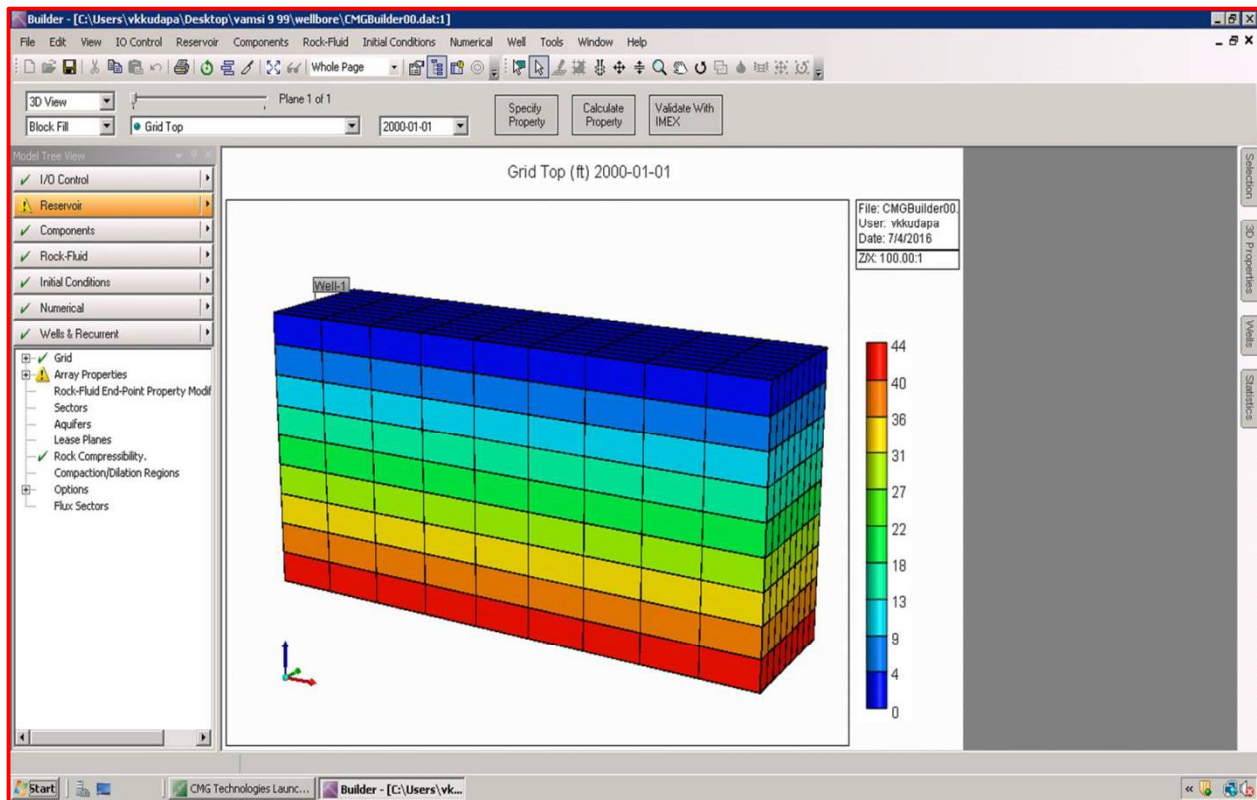 Builder - [C:\Users\vkkudapa\Desktop\vamsi 9 99\wellbore\CMGBuilder00.dat:1]
File Edit View IO Control Reservoir Components Rock-Fluid Initial Conditions Numerical Well Tools Window Help
Whole Page
3D View
Plane 1 of 1
Block Fill
Grid Top
2000-01-01
Specify Property
Calculate Property
Validate With IMEX
Model Tree View
I/O Control
Reservoir
Components
Rock-Fluid
Initial Conditions
Numerical
Wells & Recurrent
Grid
Array Properties
Rock-Fluid End-Point Property Modif
Sectors
Aquifers
Lease Planes
Rock Compressibility.
Compaction/Dilation Regions
Options
Flux Sectors
Grid Top (ft) 2000-01-01
File: CMGBuilder00.
User: vkkudapa
Date: 7/4/2016
Z/X: 100.00:1
Well-1
44
40
36
31
27
22
18
13
9
4
0
Selection
3D Properties
Wells
Statistics
Start
CMG Technologies Launc...
Builder - [C:\Users\vk...